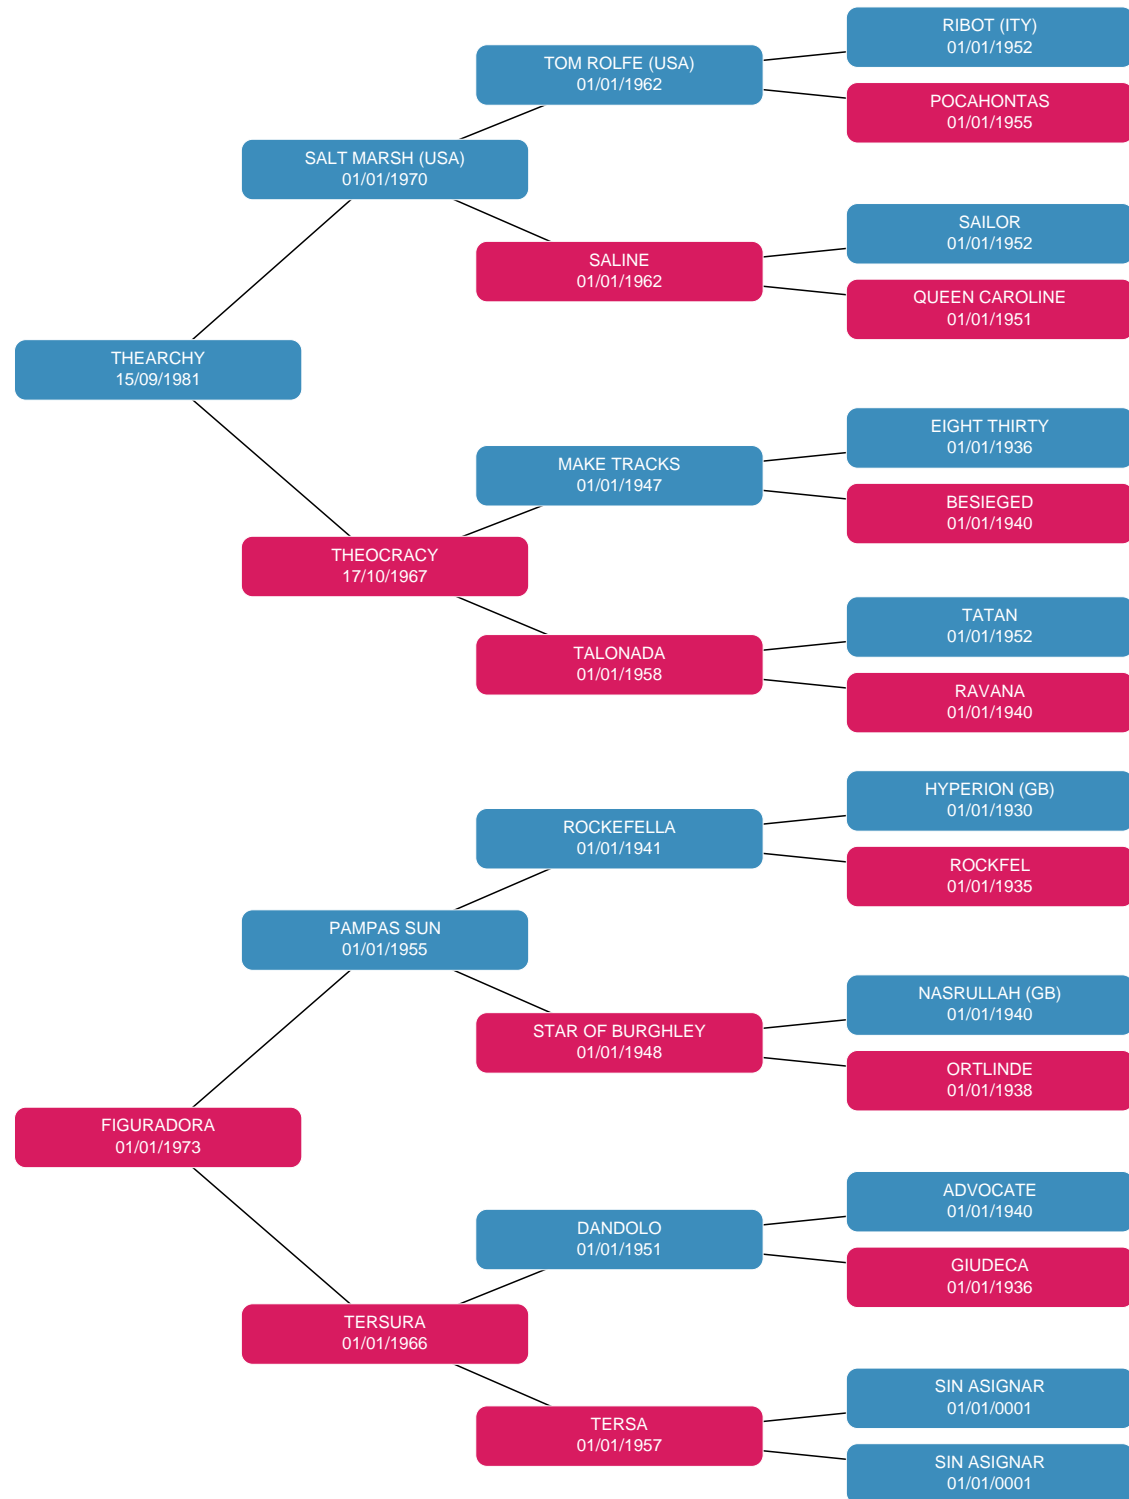 RIBOT (ITY)
01/01/1952
TOM ROLFE (USA)
01/01/1962
POCAHONTAS
01/01/1955
SALT MARSH (USA)
01/01/1970
SAILOR
01/01/1952
SALINE
01/01/1962
QUEEN CAROLINE
01/01/1951
THEARCHY
15/09/1981
EIGHT THIRTY
01/01/1936
MAKE TRACKS
01/01/1947
BESIEGED
01/01/1940
THEOCRACY
17/10/1967
TATAN
01/01/1952
TALONADA
01/01/1958
RAVANA
01/01/1940
HYPERION (GB)
01/01/1930
ROCKEFELLA
01/01/1941
ROCKFEL
01/01/1935
PAMPAS SUN
01/01/1955
NASRULLAH (GB)
01/01/1940
STAR OF BURGHLEY
01/01/1948
ORTLINDE
01/01/1938
FIGURADORA
01/01/1973
ADVOCATE
01/01/1940
DANDOLO
01/01/1951
GIUDECA
01/01/1936
TERSURA
01/01/1966
SIN ASIGNAR
01/01/0001
TERSA
01/01/1957
SIN ASIGNAR
01/01/0001